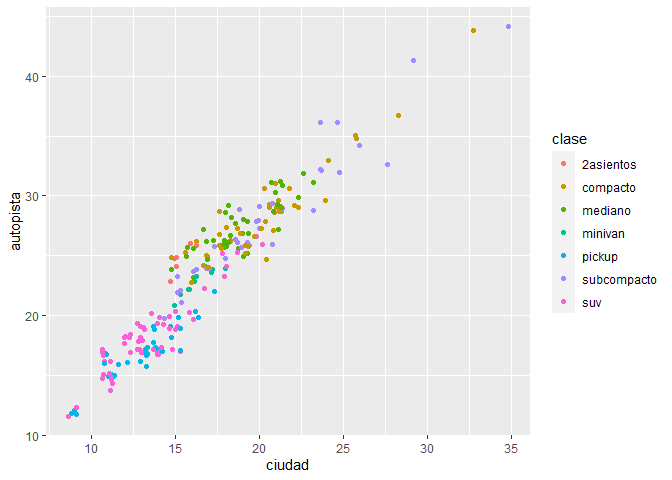 40
30
20
10
autopista
10 15 20 25 30 35
ciudad
clase
2asientos
compacto
mediano
minivan
pickup
subcompacto
suv